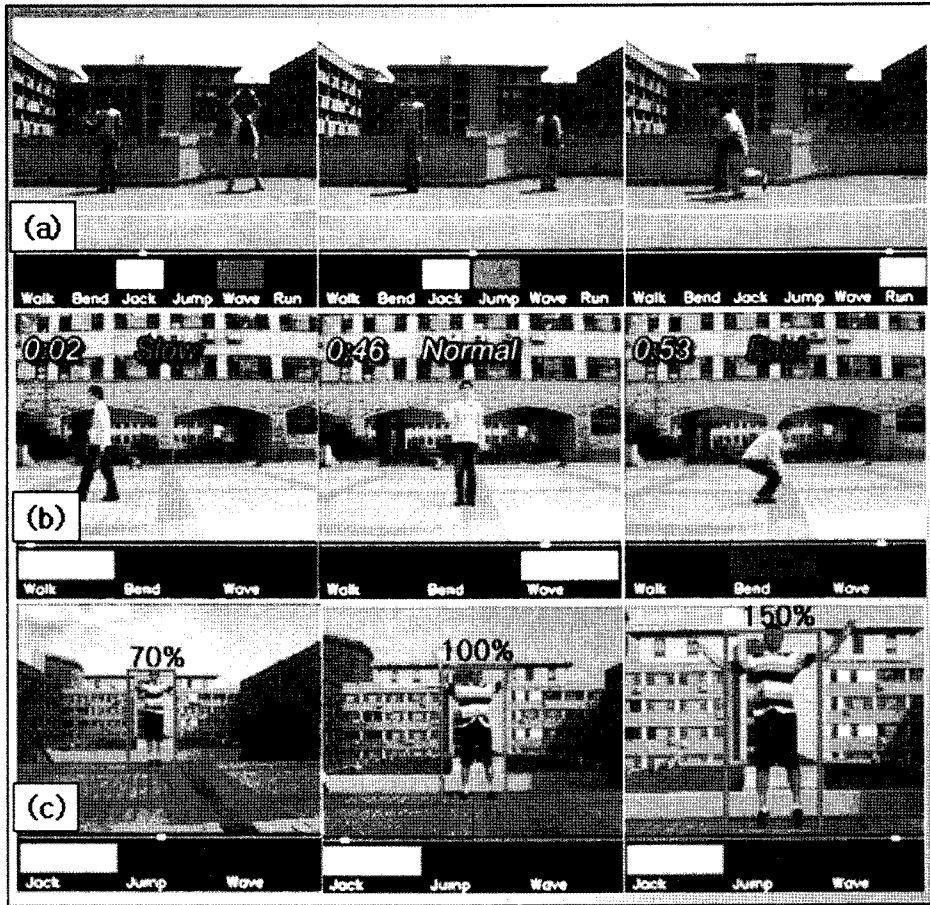 (a)
Walk Bend Jack Jump Wave Run
Walk Bend Jack Jump Wave Run
Walk Bend Jack Jump Wave Run
0:02 Slow
0:46 Normal
0:53 Fast
(b)
Walk Bend Wave
Walk Bend Wave
Walk Bend Wave
70%
100%
150%
(c)
Jack Jump Wave
Jack Jump Wave
Jack Jump Wave